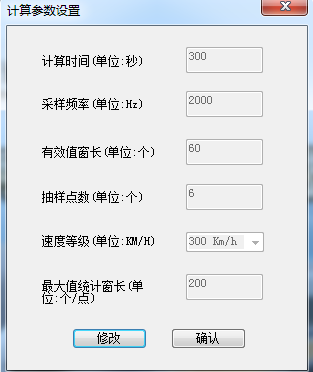 计算参数设置
计算时间(单位:秒) 300
采样频率(单位:Hz) 2000
有效值窗长(单位:个) 60
抽样点数(单位:个) 6
速度等级(单位:KM/H) 300 Km/h
最大值统计窗长(单
位:个/点) 200
修改 确认